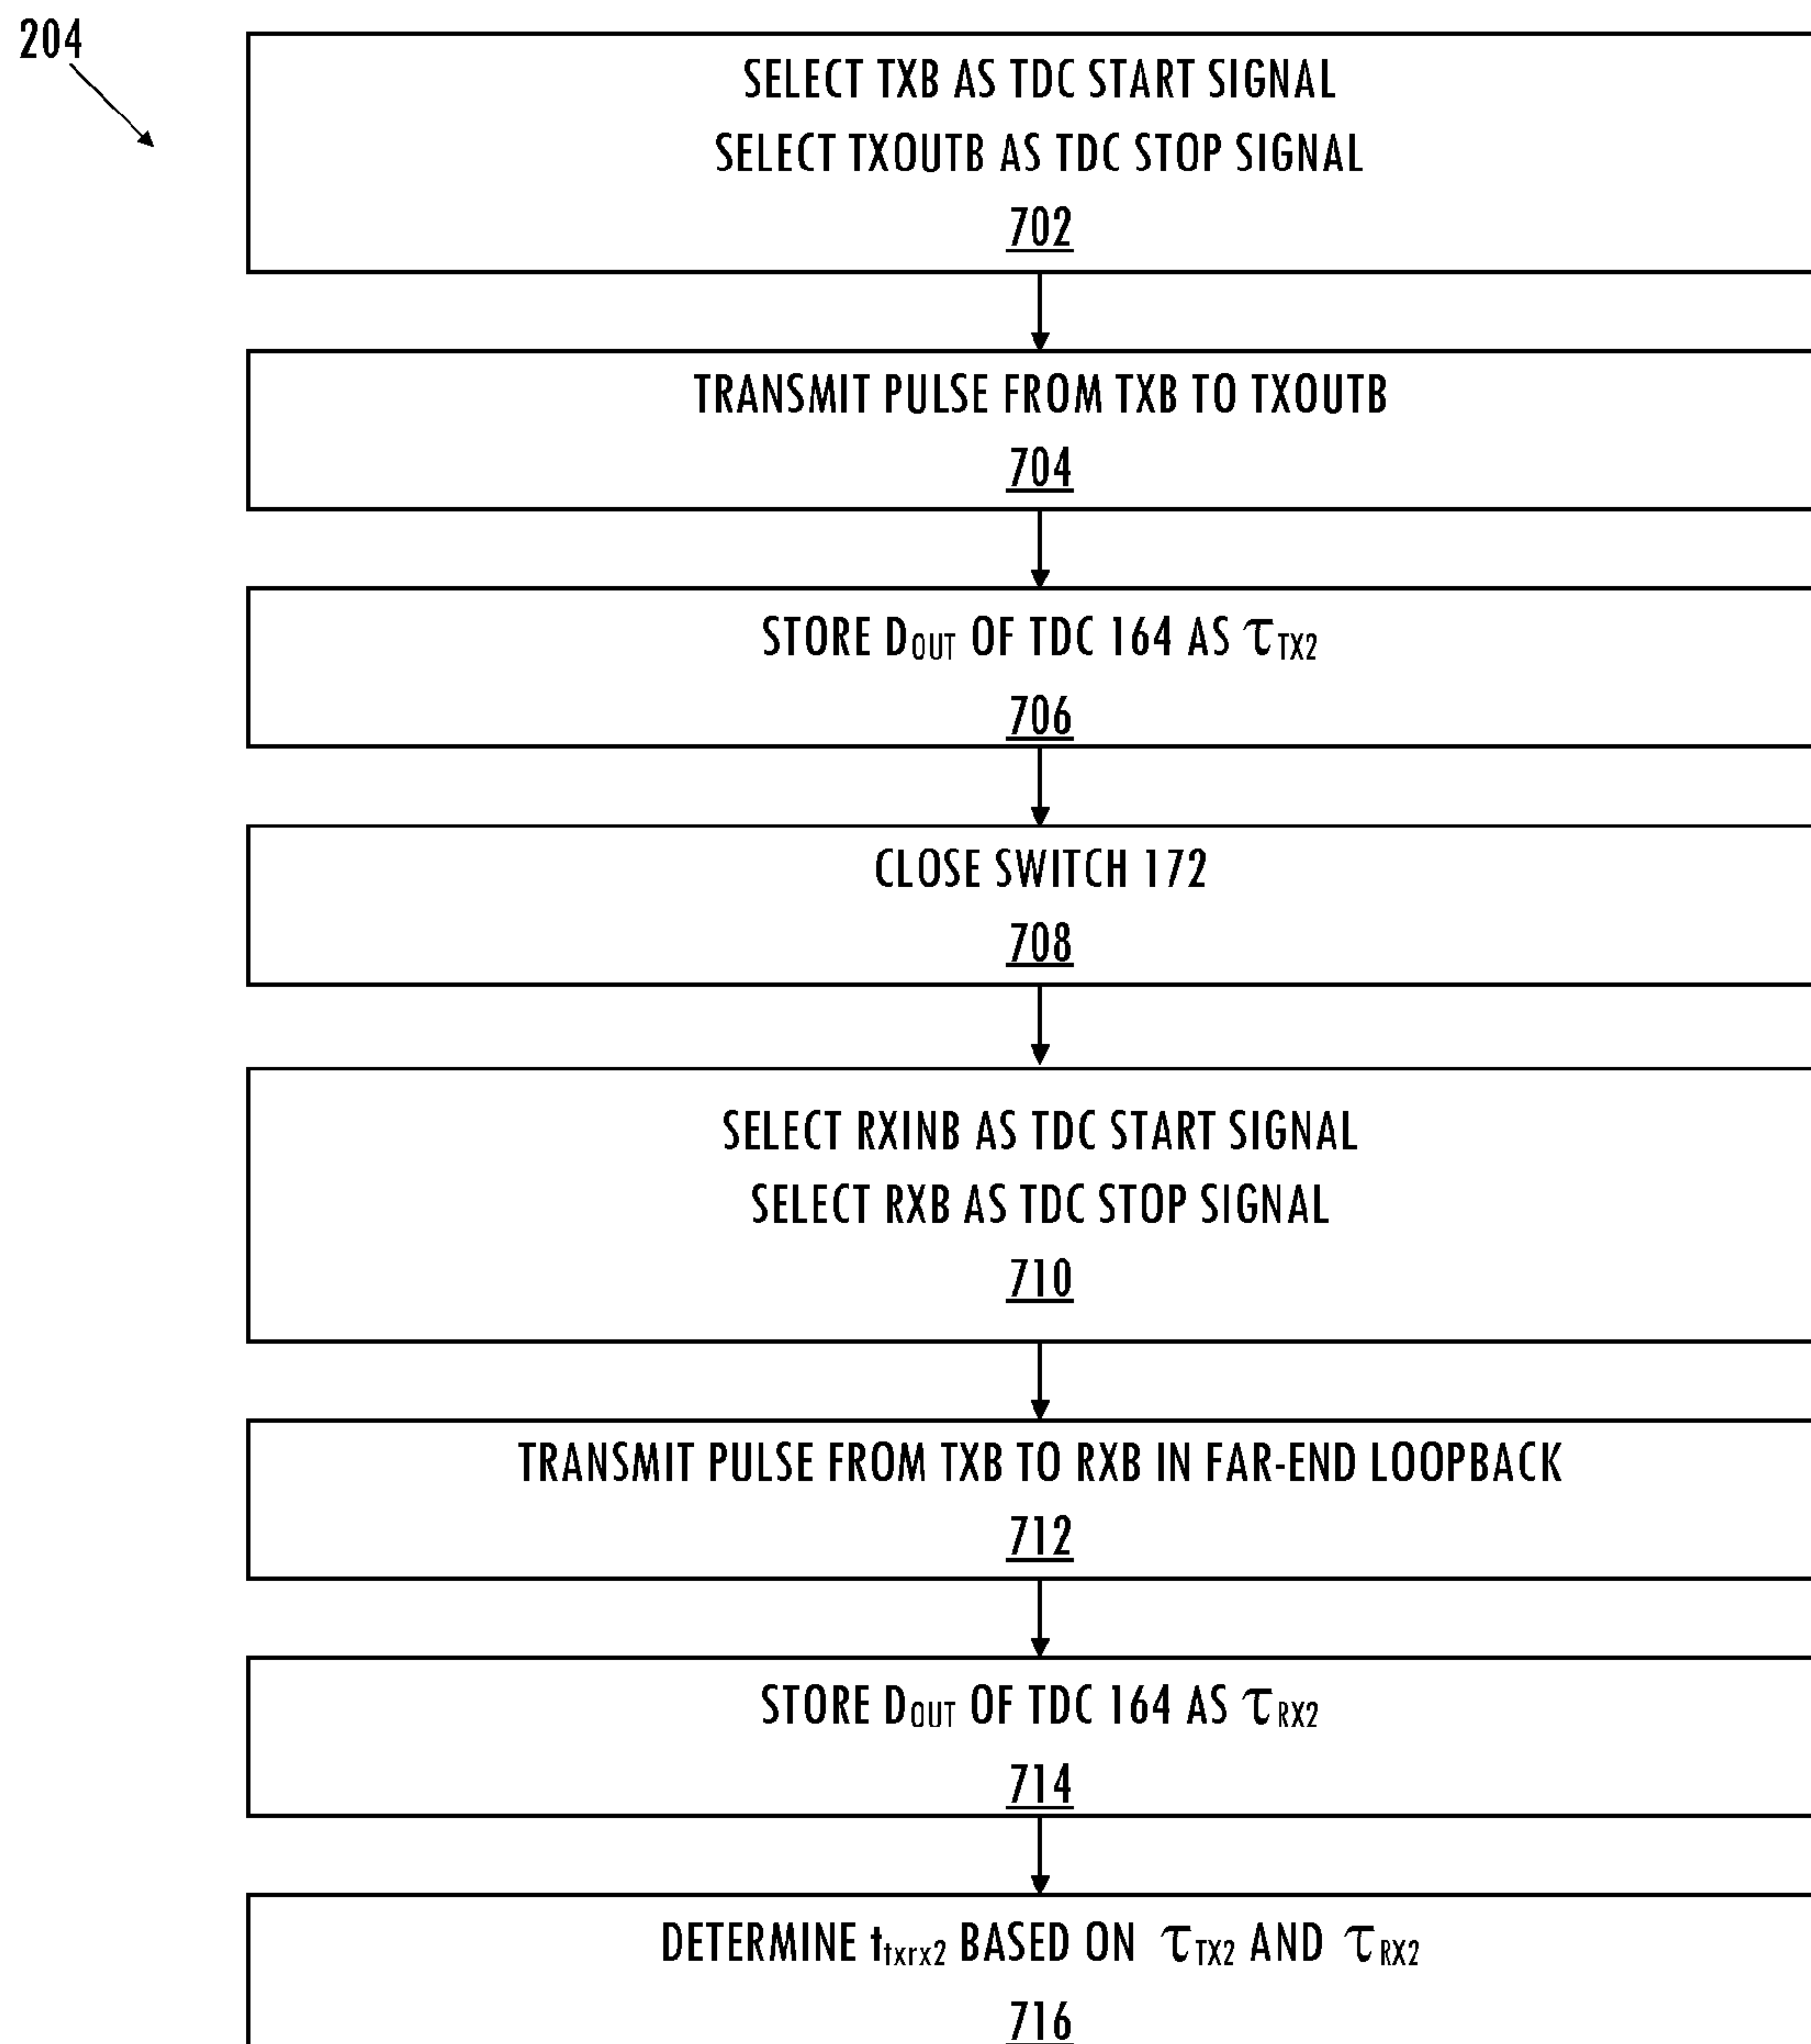 204
SELECT TXB AS TDC START SIGNAL
SELECT TXOUTB AS TDC STOP SIGNAL
702
TRANSMIT PULSE FROM TXB TO TXOUTB
704
STORE DOUT OF TDC 164 AS τTX2
706
CLOSE SWITCH 172
708
SELECT RXINB AS TDC START SIGNAL
SELECT RXB AS TDC STOP SIGNAL
710
TRANSMIT PULSE FROM TXB TO RXB IN FAR-END LOOPBACK
712
STORE DOUT OF TDC 164 AS τRX2
714
DETERMINE ttxrx2 BASED ON τTX2 AND τRX2
716